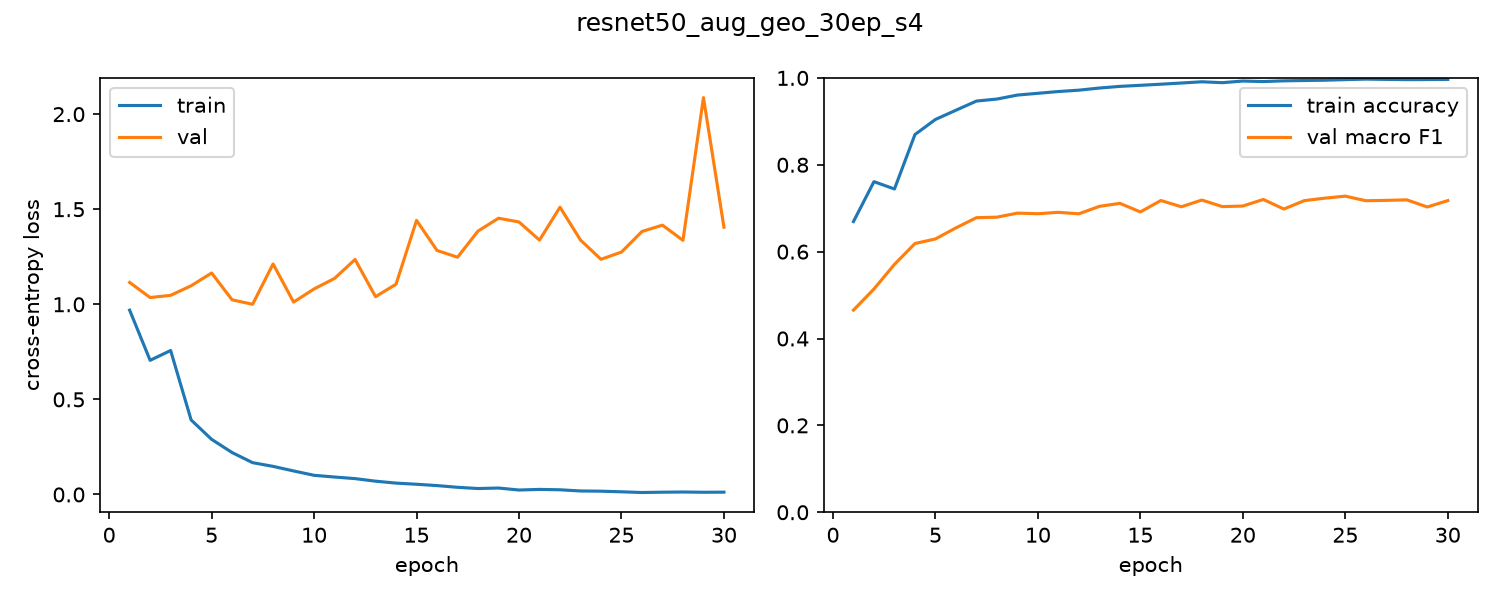 resnet50_aug_geo_30ep_s4
train
val
cross-entropy loss
2.0
1.5
1.0
0.5
0.0
0 5 10 15 20 25 30
epoch
train accuracy
val macro F1
1.0
0.8
0.6
0.4
0.2
0.0
0 5 10 15 20 25 30
epoch